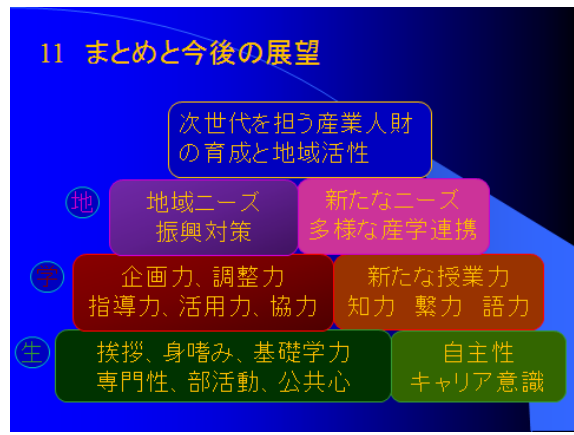 11 まとめと今後の展望
次世代を担う産業人財
の育成と地域活性
地
地域ニーズ
振興対策
新たなニーズ
多様な産学連携
学
企画力、調整力
指導力、活用力、協力
新たな授業力
知力 繋力 語力
生
挨拶、身嗜み、基礎学力
専門性、部活動、公共心
自主性
キャリア意識